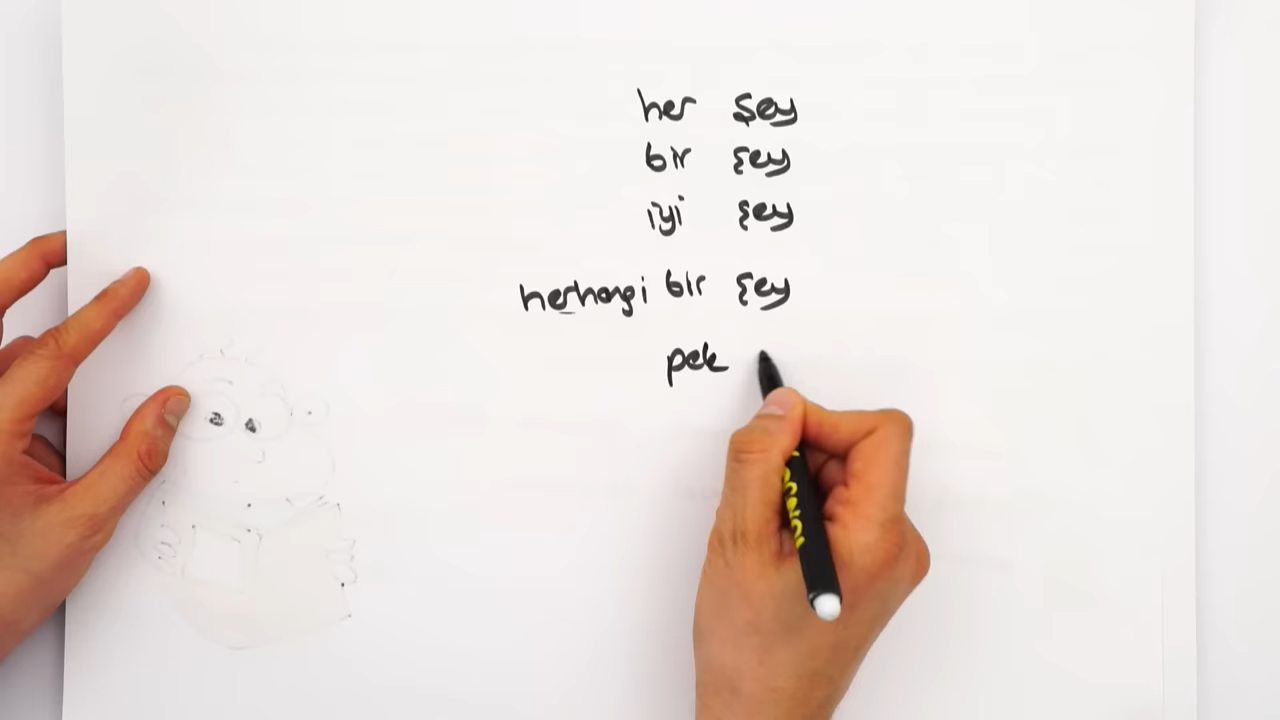 her şey
bir şey
iyi şey
herhangi bir şey
pek